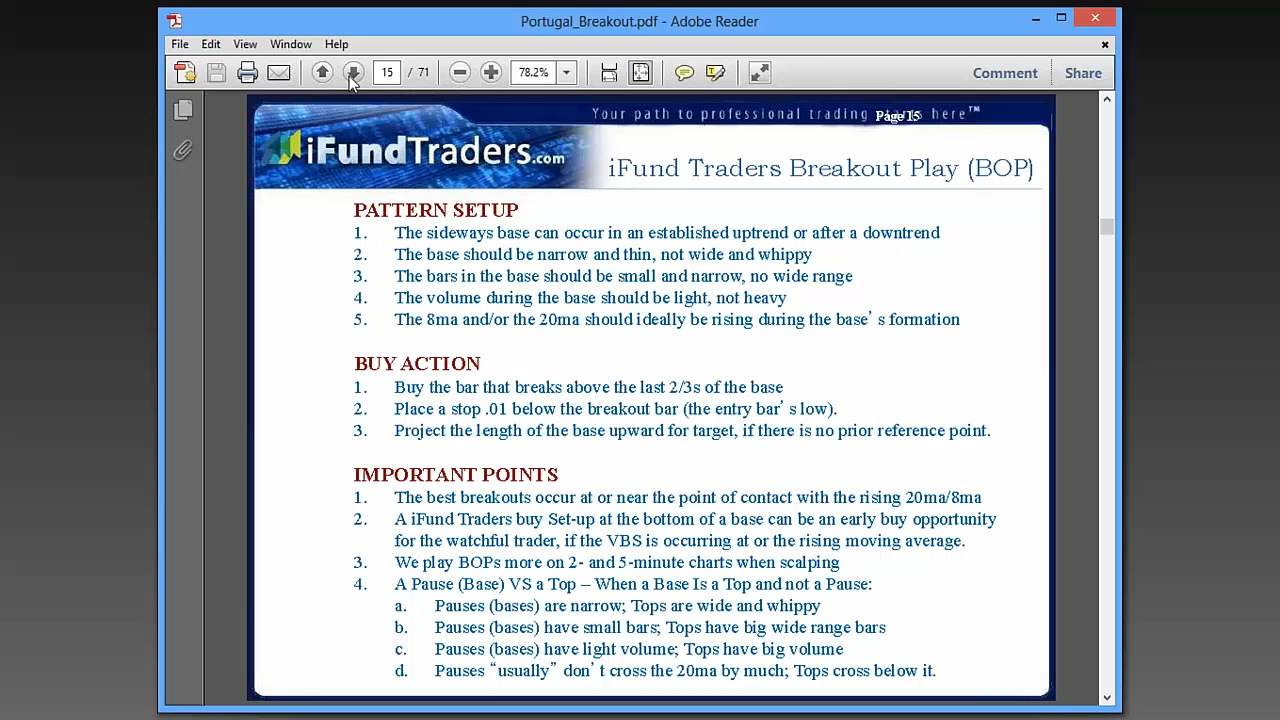 Portugal_Breakout.pdf - Adobe Reader
File Edit View Window Help
15 / 71 78.2% Comment Share
Your path to professional trading starts here™
Page 15
iFundTraders.com
iFund Traders Breakout Play (BOP)
PATTERN SETUP
1. The sideways base can occur in an established uptrend or after a downtrend
2. The base should be narrow and thin, not wide and whippy
3. The bars in the base should be small and narrow, no wide range
4. The volume during the base should be light, not heavy
5. The 8ma and/or the 20ma should ideally be rising during the base’s formation
BUY ACTION
1. Buy the bar that breaks above the last 2/3s of the base
2. Place a stop .01 below the breakout bar (the entry bar’s low).
3. Project the length of the base upward for target, if there is no prior reference point.
IMPORTANT POINTS
1. The best breakouts occur at or near the point of contact with the rising 20ma/8ma
2. A iFund Traders buy Set-up at the bottom of a base can be an early buy opportunity
for the watchful trader, if the VBS is occurring at or the rising moving average.
3. We play BOPs more on 2- and 5-minute charts when scalping
4. A Pause (Base) VS a Top – When a Base Is a Top and not a Pause:
a. Pauses (bases) are narrow; Tops are wide and whippy
b. Pauses (bases) have small bars; Tops have big wide range bars
c. Pauses (bases) have light volume; Tops have big volume
d. Pauses “usually” don’t cross the 20ma by much; Tops cross below it.